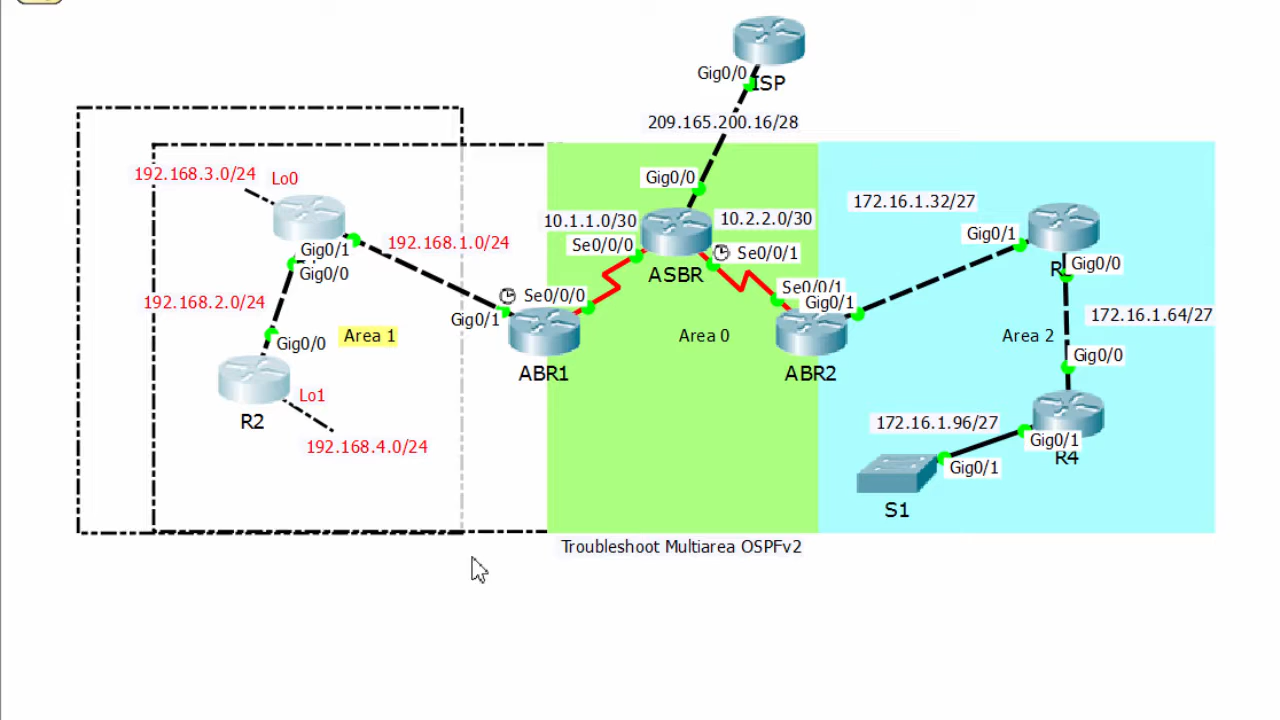 Gig0/0
ISP
209.165.200.16/28
192.168.3.0/24
Lo0
Gig0/0
172.16.1.32/27
10.1.1.0/30
10.2.2.0/30
Gig0/1
192.168.1.0/24
Se0/0/0
Se0/0/1
Gig0/1
Gig0/0
ASBR
Gig0/0
192.168.2.0/24
Se0/0/0
Se0/0/1
Gig0/1
Gig0/1
172.16.1.64/27
Gig0/0
Area 1
Area 0
Area 2
Gig0/0
ABR1
ABR2
Lo1
R2
172.16.1.96/27
192.168.4.0/24
Gig0/1
R4
Gig0/1
S1
Troubleshoot Multiarea OSPFv2